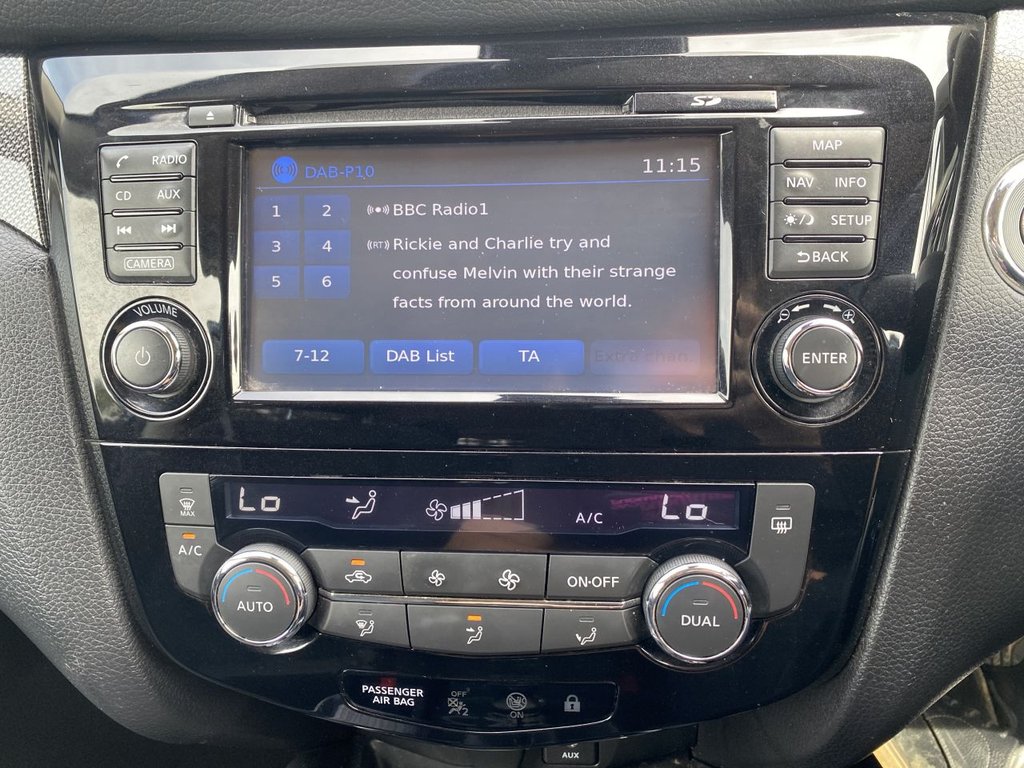 SD
RADIO
MAP
CD AUX
NAV INFO
CAMERA
SETUP
BACK
DAB-P10 11:15
1 2
BBC Radio1
3 4
(RT) Rickie and Charlie try and
confuse Melvin with their strange
5 6
facts from around the world.
7-12 DAB List TA Extra chan.
VOLUME
ENTER
Lo A/C Lo
MAX
A/C
AUTO
ON·OFF
DUAL
PASSENGER
AIR BAG
OFF
2
ON
AUX